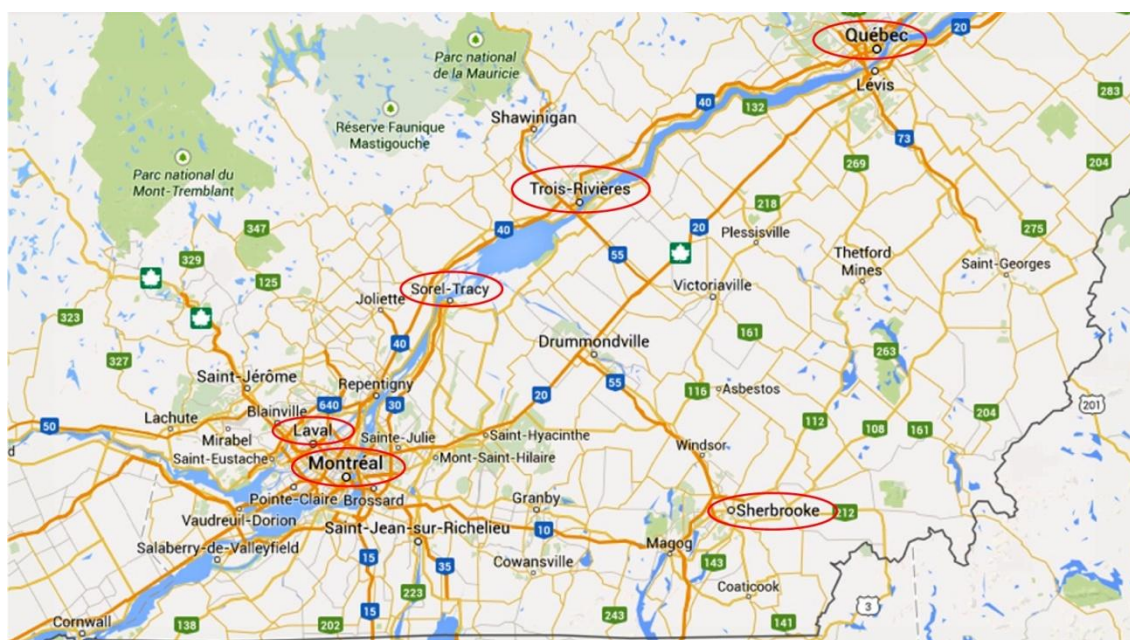 Québec
20
Parc national
de la Mauricie
Lévis
40
132
283
Shawinigan
Réserve Faunique
Mastigouche
73
Parc national du
Mont-Tremblant
269
204
Trois-Rivières
218
347
40
20
Plessisville
275
329
55
Thetford
Mines
Saint-Georges
125
Sorel-Tracy
Joliette
Victoriaville
323
161
327
40
Drummondville
263
Saint-Jérôme
Repentigny
55
116
Asbestos
20
640
30
201
Blainville
Lachute
50
Laval
Mirabel
Sainte-Julie
Saint-Hyacinthe
112
108
161
204
Saint-Eustache
Mont-Saint-Hilaire
Windsor
Montréal
Pointe-Claire
Brossard
Granby
Sherbrooke
212
Vaudreuil-Dorion
Saint-Jean-sur-Richelieu
10
Salaberry-de-Valleyfield
15
35
Cowansville
Magog
143
223
Coaticook
Cornwall
138
15
202
243
141
3